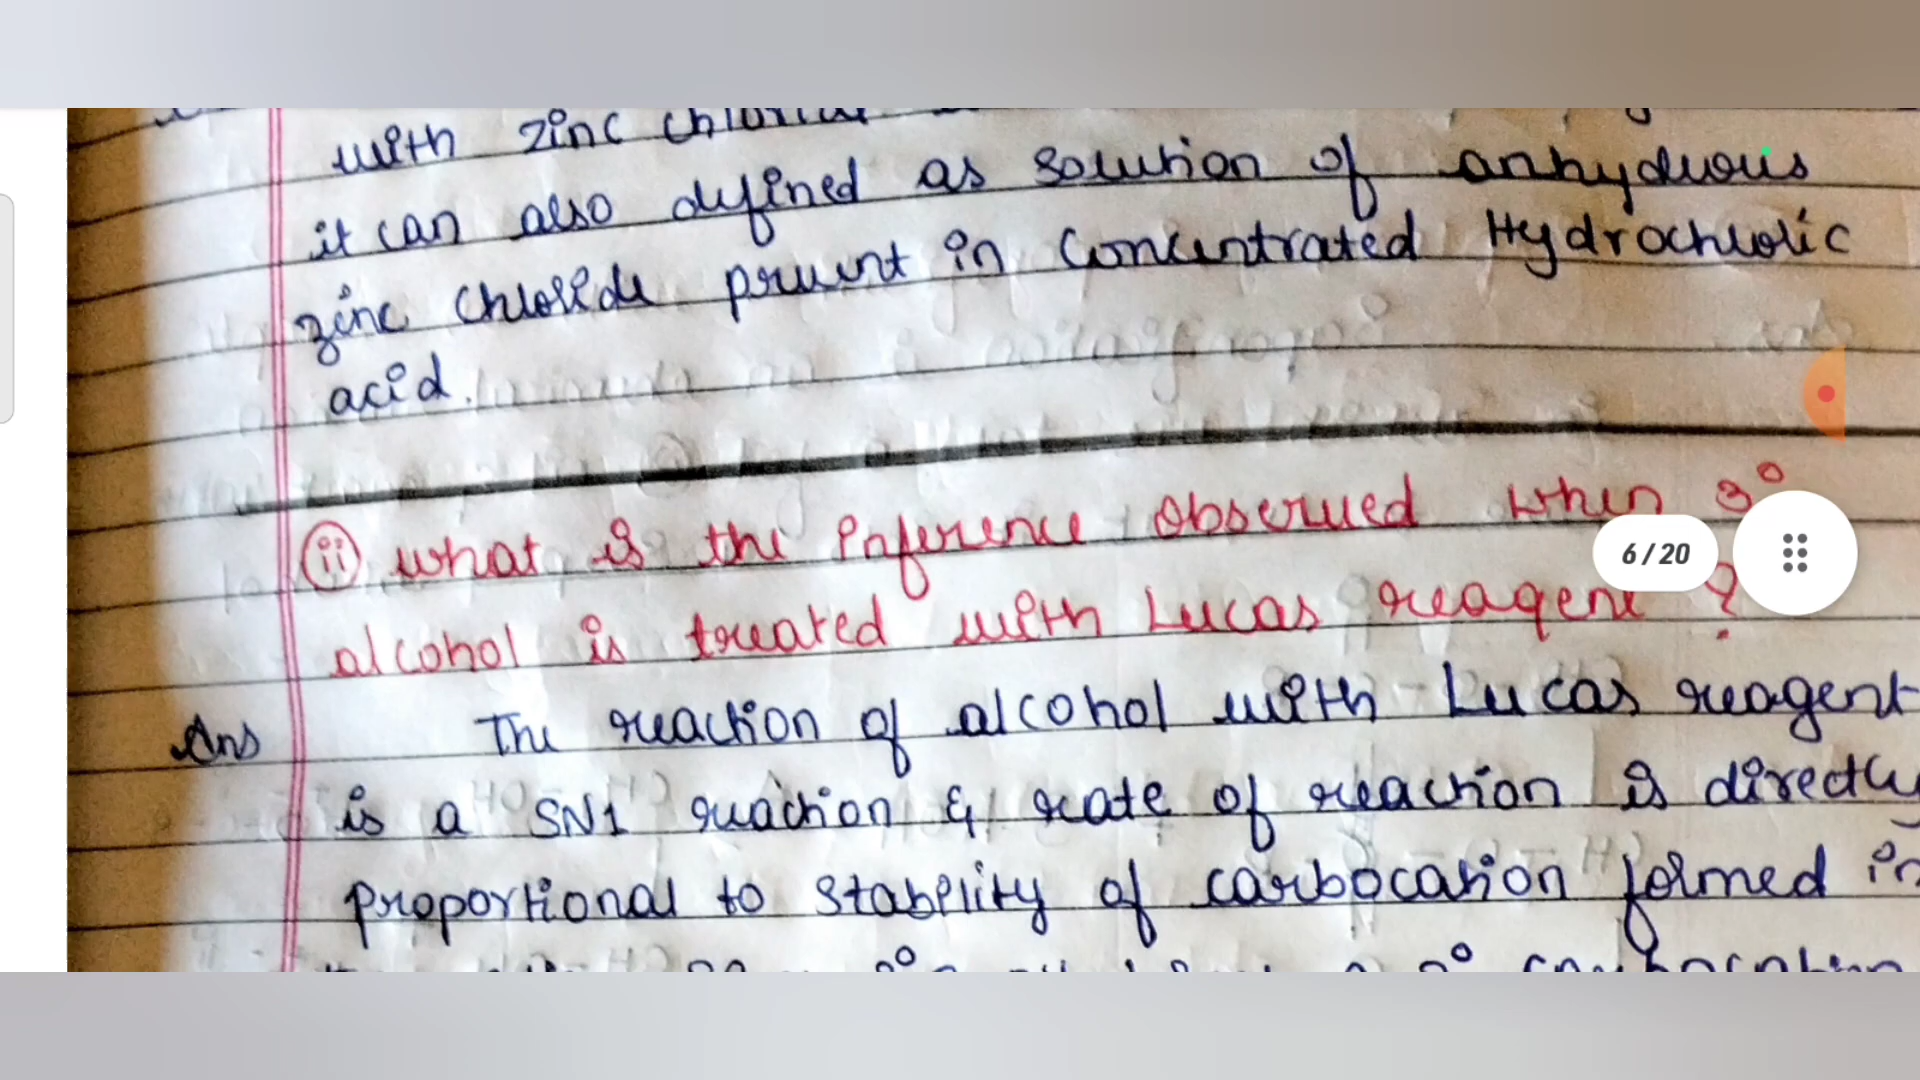 with zinc
it can also defined as solution of anhydrous
zinc chloride present in concentrated Hydrochloric
acid.
(ii) what is the inference observed when 3°
6/20
alcohol is treated with Lucas reagent ?
Ans The reaction of alcohol with Lucas reagent
is a SN1 reaction & rate of reaction is directly
proportional to stability of carbocation formed in